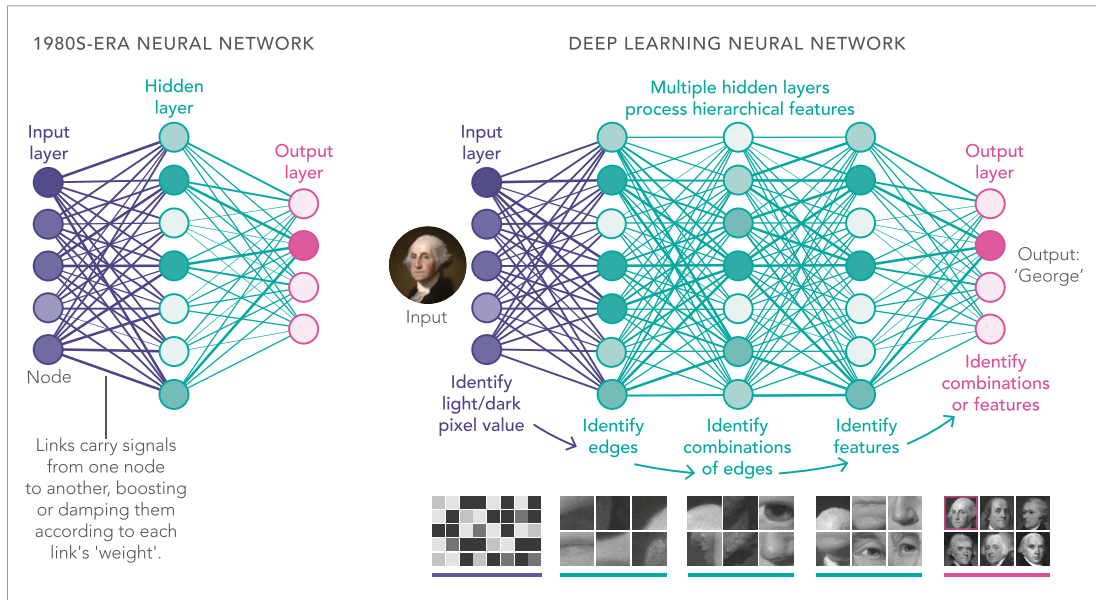 1980S-ERA NEURAL NETWORK
Hidden
layer
Input
layer
Output
layer
Node
Links carry signals
from one node
to another, boosting
or damping them
according to each
link's 'weight'.
DEEP LEARNING NEURAL NETWORK
Multiple hidden layers
process hierarchical features
Input
layer
Output
layer
Input
Output:
‘George’
Identify
light/dark
pixel value
Identify
edges
Identify
combinations
of edges
Identify
features
Identify
combinations
or features